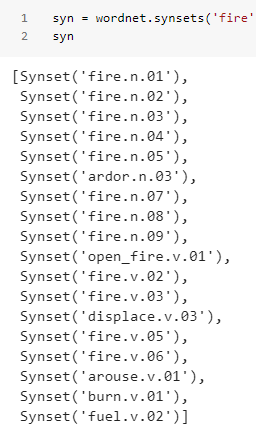 1 syn = wordnet.synsets('fire'
2 syn
[Synset('fire.n.01'),
Synset('fire.n.02'),
Synset('fire.n.03'),
Synset('fire.n.04'),
Synset('fire.n.05'),
Synset('ardor.n.03'),
Synset('fire.n.07'),
Synset('fire.n.08'),
Synset('fire.n.09'),
Synset('open_fire.v.01'),
Synset('fire.v.02'),
Synset('fire.v.03'),
Synset('displace.v.03'),
Synset('fire.v.05'),
Synset('fire.v.06'),
Synset('arouse.v.01'),
Synset('burn.v.01'),
Synset('fuel.v.02')]